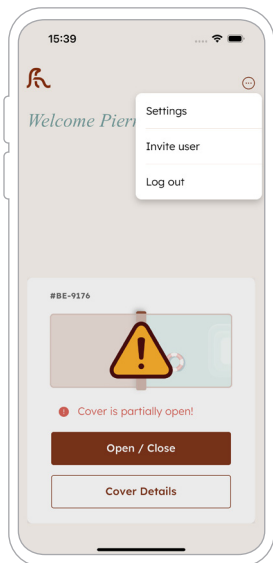 15:39
Welcome Pierr
Settings
Invite user
Log out
#BE-9176
Cover is partially open!
Open / Close
Cover Details